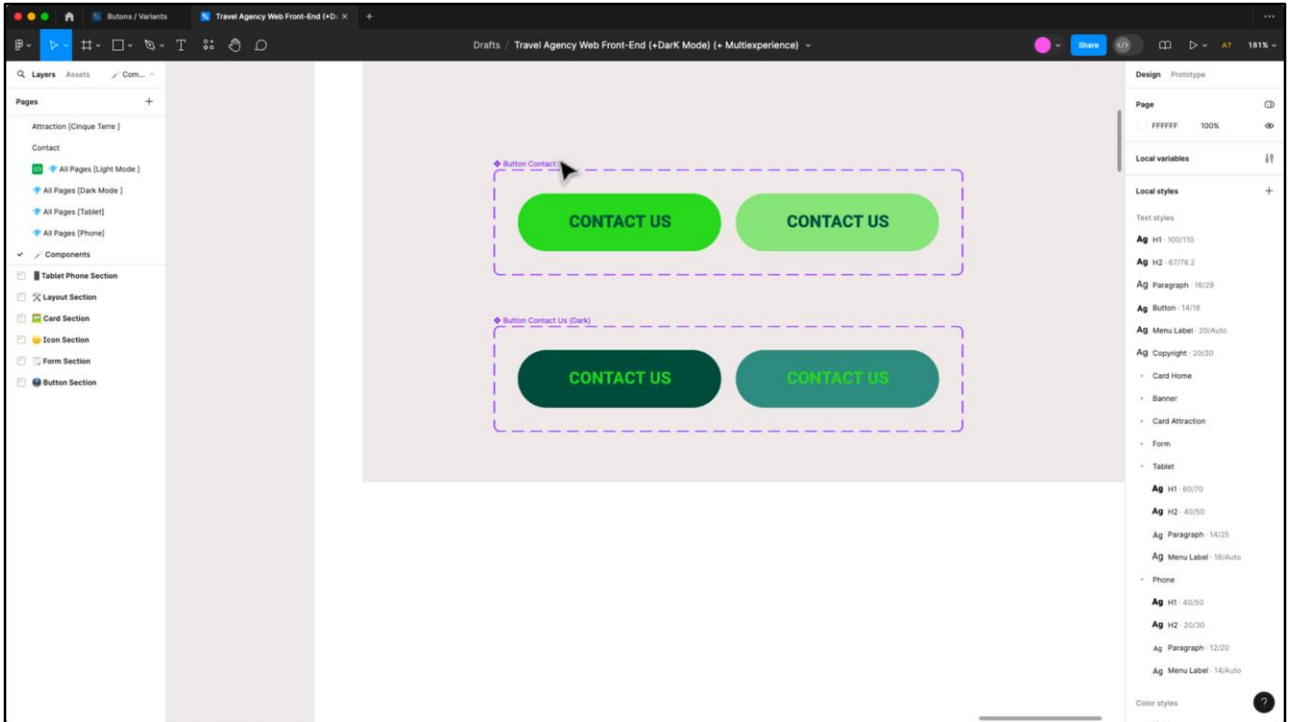 Butons / Variants
Travel Agency Web Front-End (+D
Drafts / Travel Agency Web Front-End (+DarK Mode) (+ Multiexperience)
Share
A?
181%
Layers Assets Com...
Pages
Attraction [Cinque Terre ]
Contact
All Pages [Light Mode ]
All Pages [Dark Mode ]
All Pages [Tablet]
All Pages [Phone]
Components
Tablet Phone Section
Layout Section
Card Section
Icon Section
Form Section
Button Section
Button Contact
CONTACT US
CONTACT US
Button Contact Us (Dark)
CONTACT US
CONTACT US
Design Prototype
Page
FFFFFF 100%
Local variables
Local styles
Text styles
Ag H1 · 100/110
Ag H2 · 67/78.2
Ag Paragraph · 16/29
Ag Button · 14/18
Ag Menu Label · 20/Auto
Ag Copyright · 20/20
Card Home
Banner
Card Attraction
Form
Tablet
Ag H1 · 60/70
Ag H2 · 40/50
Ag Paragraph · 14/25
Ag Menu Label · 16/Auto
Phone
Ag H1 · 40/50
Ag H2 · 20/30
Ag Paragraph · 12/20
Ag Menu Label · 14/Auto
Color styles
?